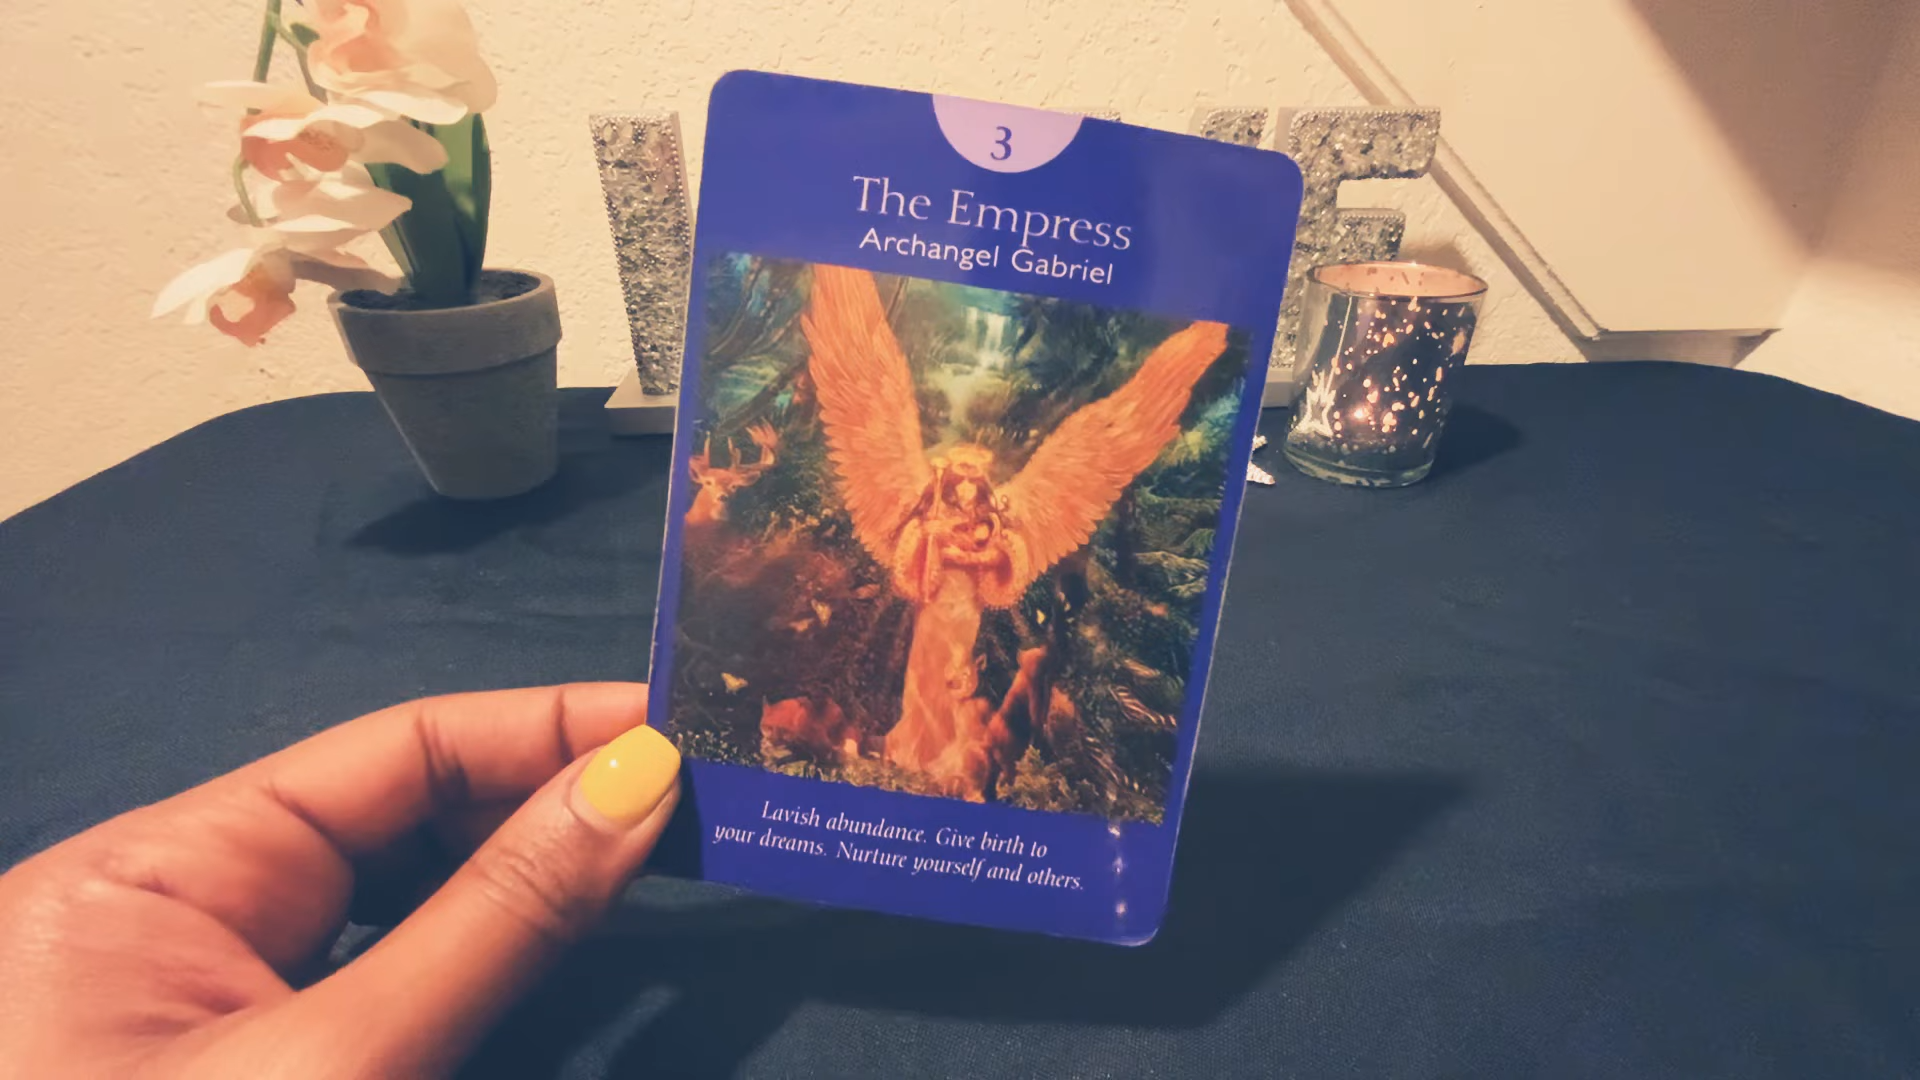 3
The Empress
Archangel Gabriel
Lavish abundance. Give birth to
your dreams. Nurture yourself and others.